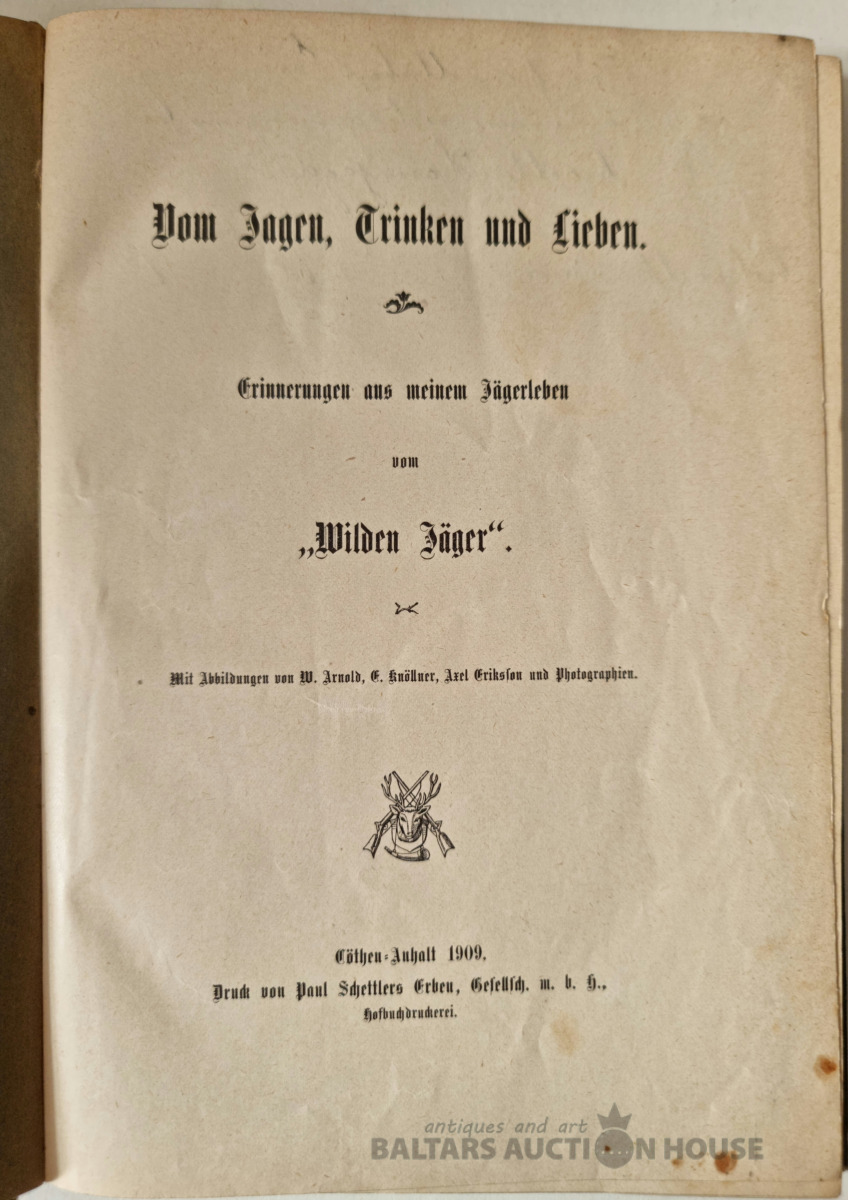 Vom Jagen, Trinken und Lieben.
Erinnerungen aus meinem Jägerleben
vom
„Wilden Jäger“.
Mit Abbildungen von W. Arnold, E. Knöllner, Axel Eriksson und Photographien.
Cöthen-Anhalt 1909.
Druck von Paul Schettlers Erben, Gesellsch. m. b. H.,
Hofbuchdruckerei.
antiques and art
BALTARS AUCTION HOUSE